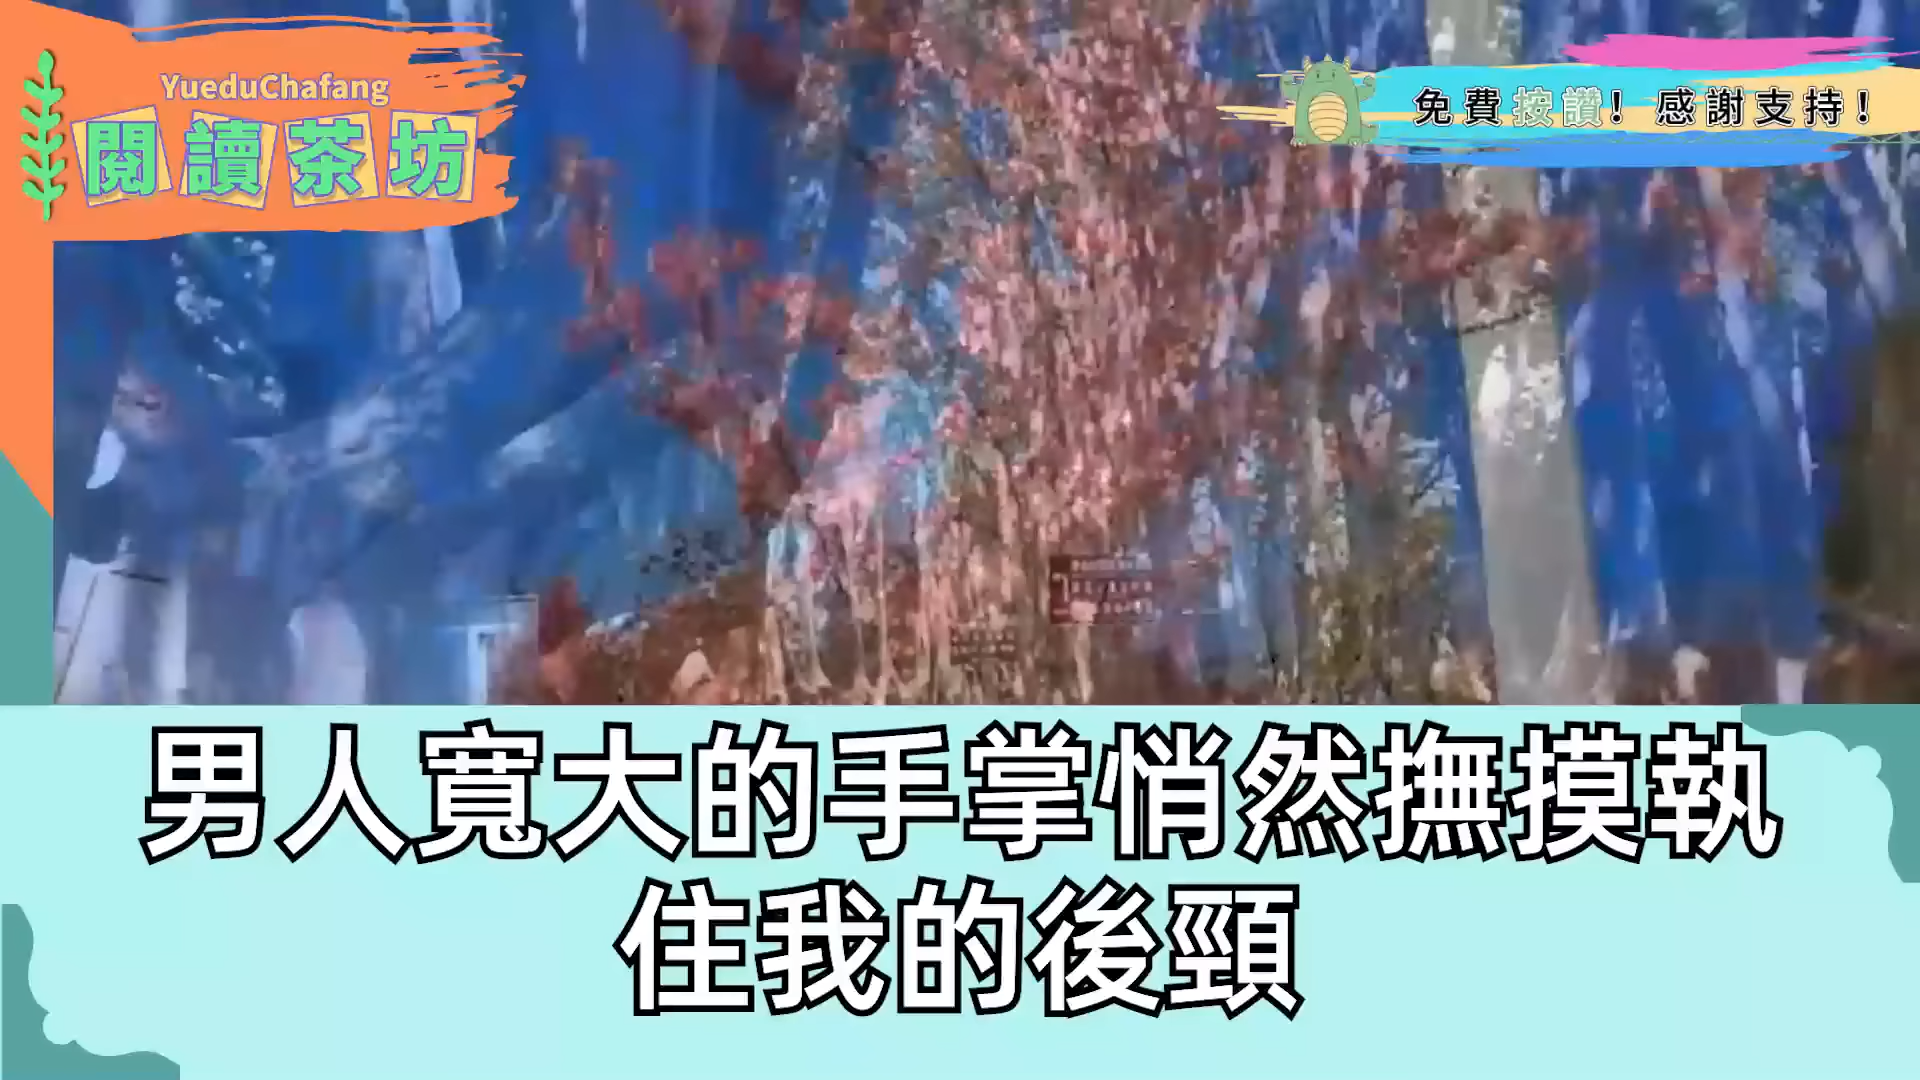 YueduChafang
閱讀茶坊
免費按讚！感謝支持！
男人寬大的手掌悄然撫摸執
住我的後頸